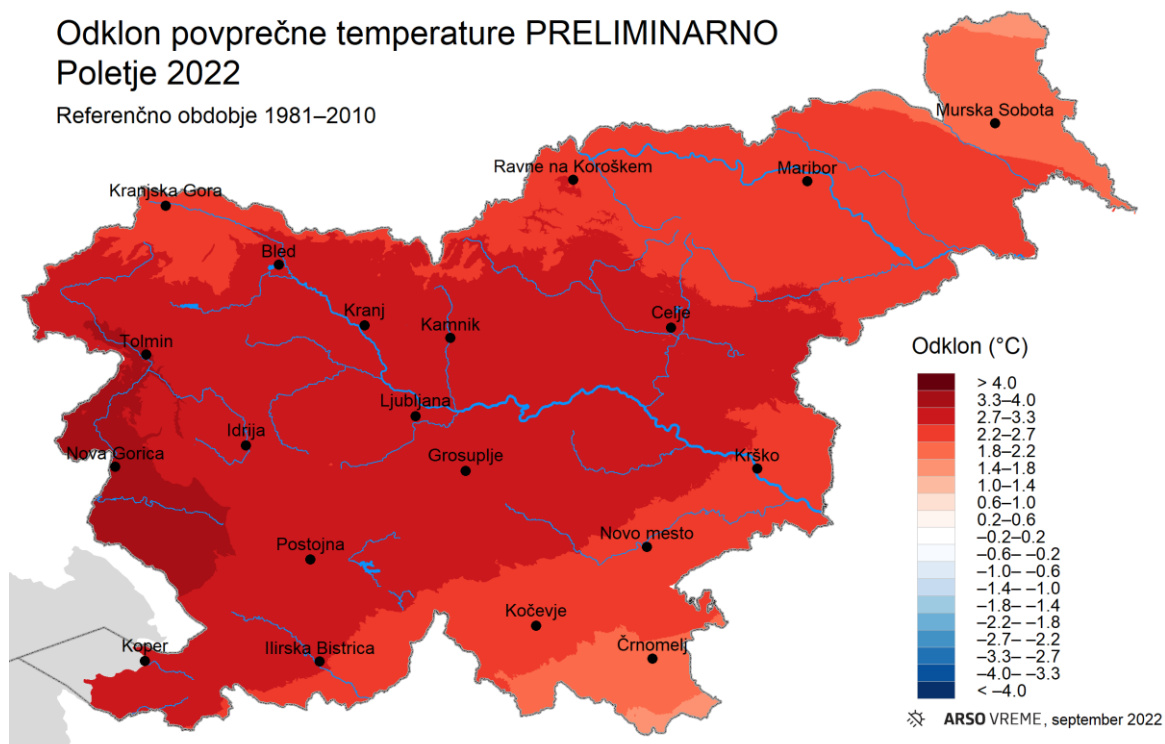 Odklon povprečne temperature PRELIMINARNO
Poletje 2022
Referenčno obdobje 1981–2010
Murska Sobota
Ravne na Koroškem
Maribor
Kranjska Gora
Bled
Kranj
Kamnik
Celje
Tolmin
Ljubljana
Idrija
Nova Gorica
Grosuplje
Krško
Novo mesto
Postojna
Kočevje
Koper
Ilirska Bistrica
Črnomelj
Odklon (°C)
> 4.0
3.3–4.0
2.7–3.3
2.2–2.7
1.8–2.2
1.4–1.8
1.0–1.4
0.6–1.0
0.2–0.6
–0.2–0.2
–0.6– –0.2
–1.0– –0.6
–1.4– –1.0
–1.8– –1.4
–2.2– –1.8
–2.7– –2.2
–3.3– –2.7
–4.0– –3.3
< –4.0
ARSO VREME, september 2022